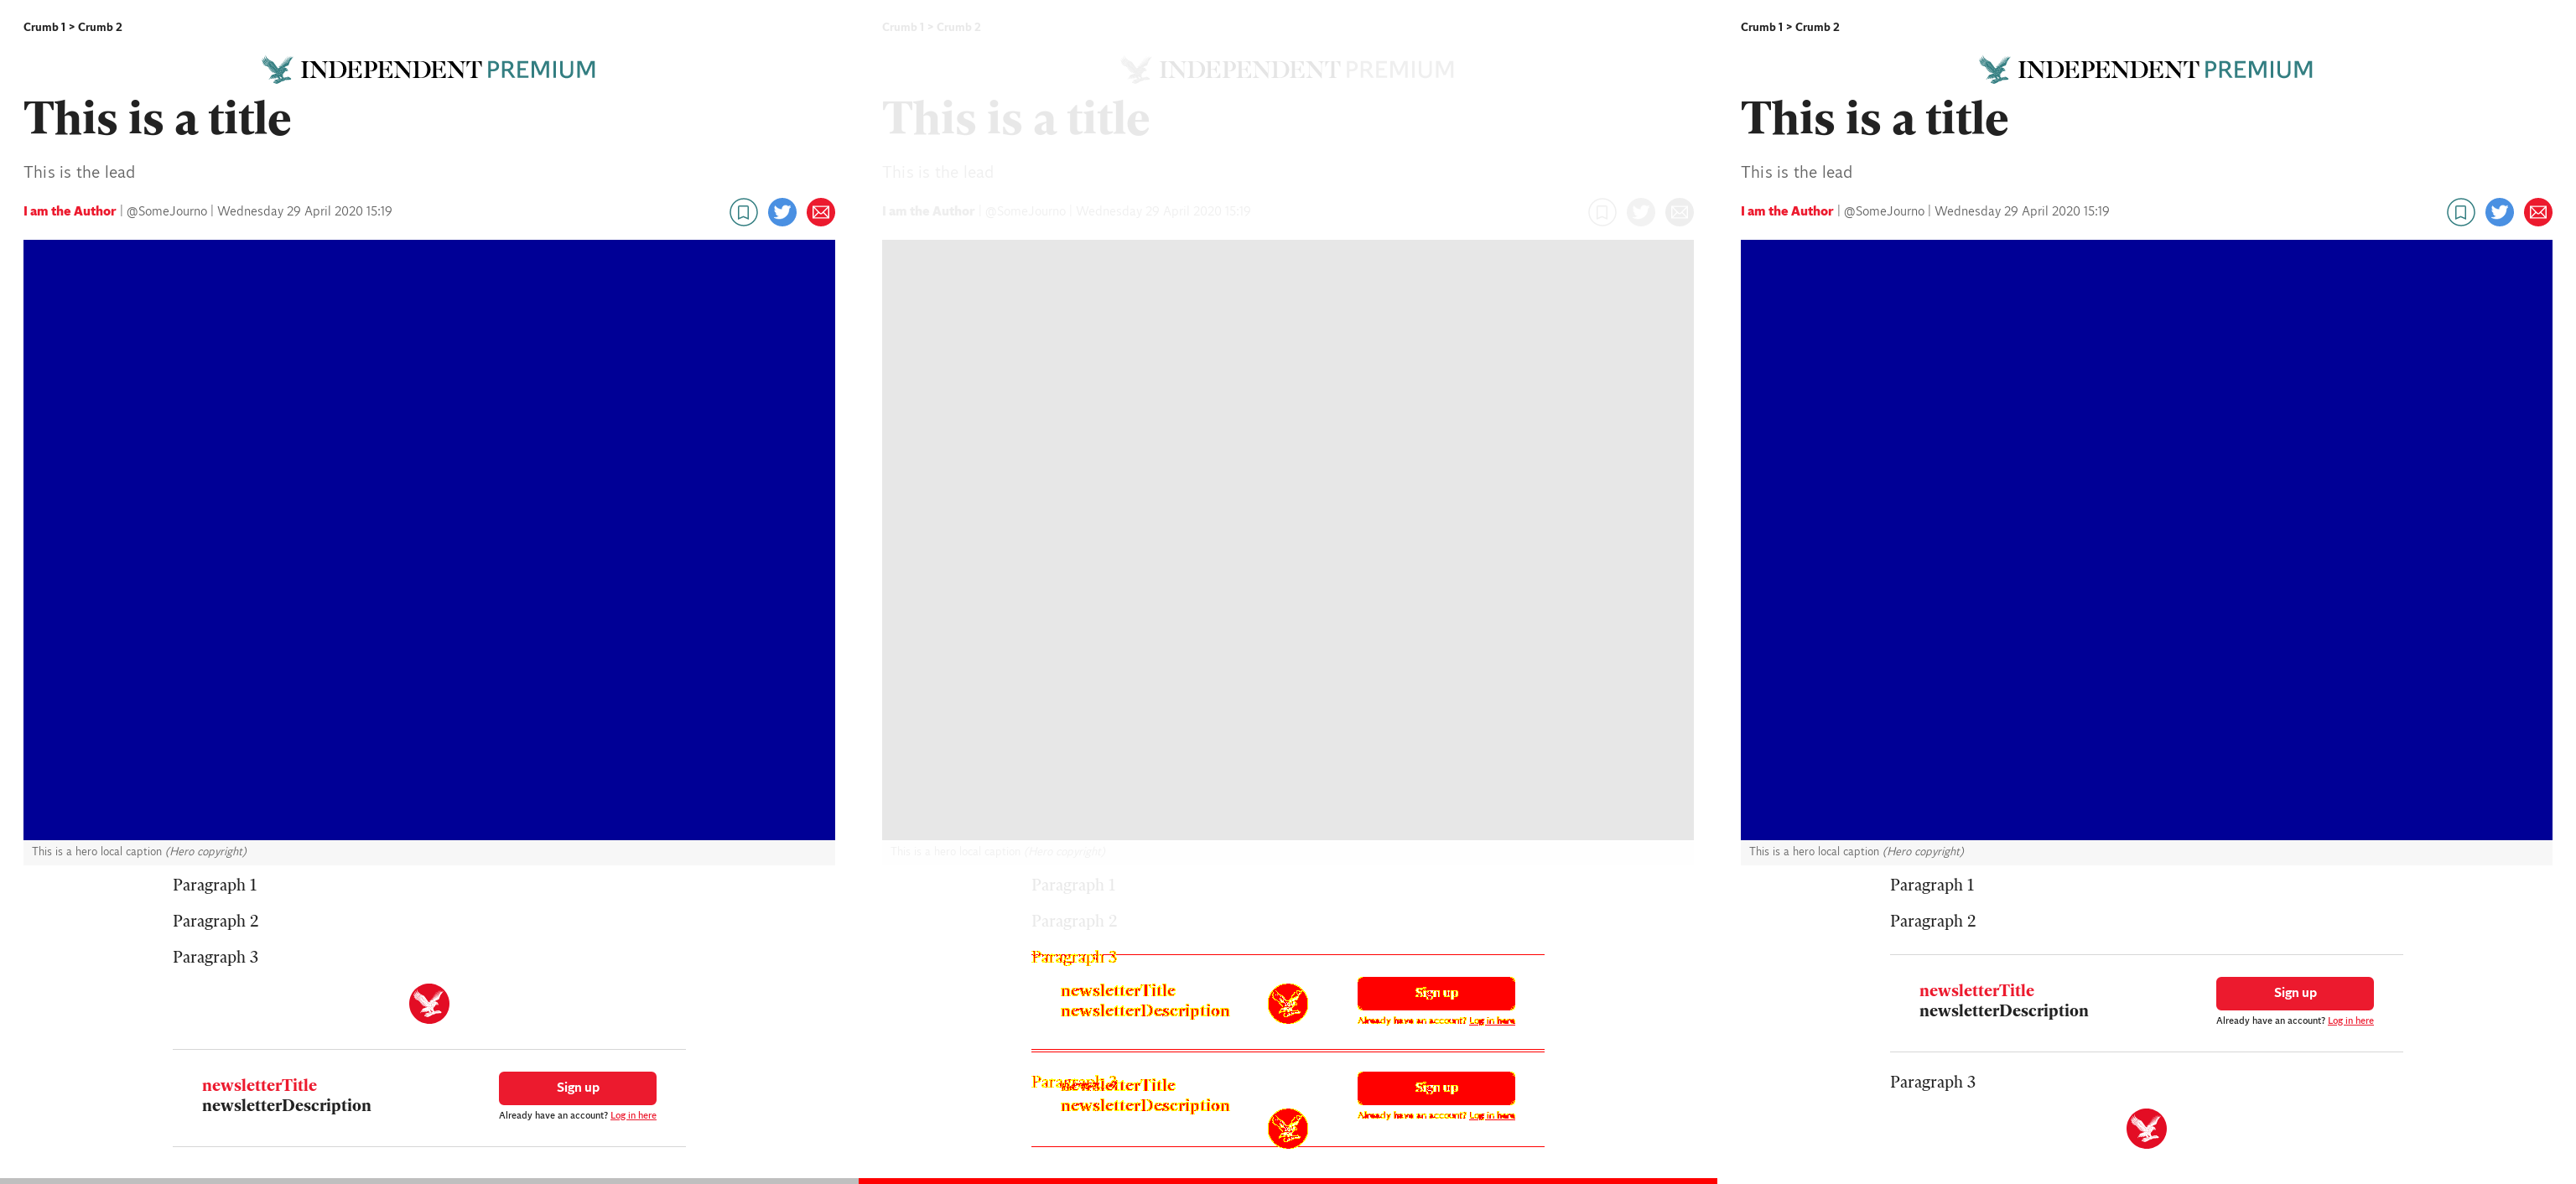 Crumb 1 > Crumb 2
INDEPENDENT PREMIUM
This is a title
This is the lead
I am the Author | @SomeJourno | Wednesday 29 April 2020 15:19
This is a hero local caption (Hero copyright)
Paragraph 1
Paragraph 2
Paragraph 3
newsletterTitle
newsletterDescription
Sign up
Already have an account? Log in here
Crumb 1 > Crumb 2
INDEPENDENT PREMIUM
This is a title
This is the lead
I am the Author | @SomeJourno | Wednesday 29 April 2020 15:19
This is a hero local caption (Hero copyright)
Paragraph 1
Paragraph 2
Paragraph 3
newsletterTitle
newsletterDescription
Sign up
Already have an account? Log in here
Paragraph 3
newsletterTitle
newsletterDescription
Sign up
Already have an account? Log in here
Crumb 1 > Crumb 2
INDEPENDENT PREMIUM
This is a title
This is the lead
I am the Author | @SomeJourno | Wednesday 29 April 2020 15:19
This is a hero local caption (Hero copyright)
Paragraph 1
Paragraph 2
newsletterTitle
newsletterDescription
Sign up
Already have an account? Log in here
Paragraph 3